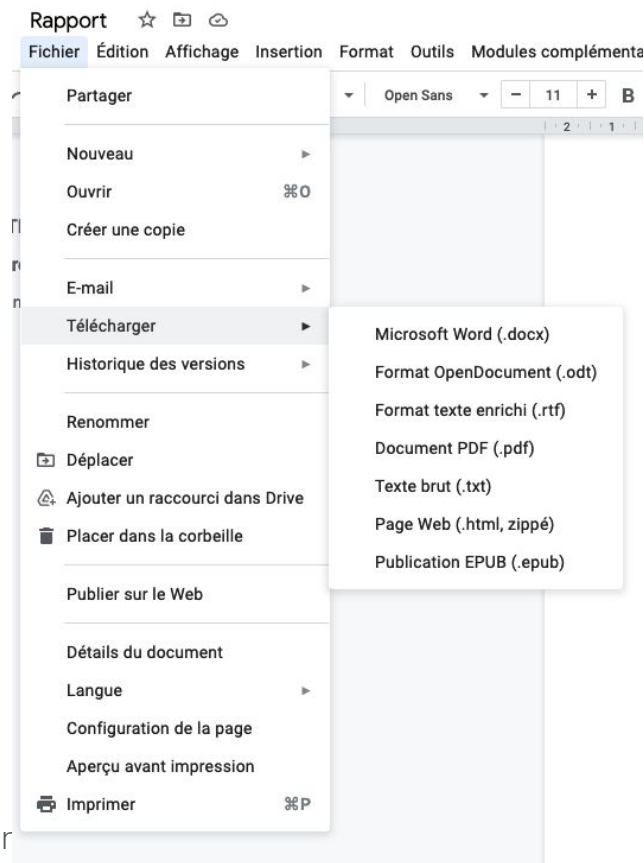 Rapport
Fichier Édition Affichage Insertion Format Outils Modules
Open Sans - 11 + B
2 1
Partager
Nouveau
Ouvrir ⌘O
Créer une copie
E-mail
Télécharger
Historique des versions
Renommer
Déplacer
Ajouter un raccourci dans Drive
Placer dans la corbeille
Publier sur le Web
Détails du document
Langue
Configuration de la page
Aperçu avant impression
Imprimer ⌘P
Microsoft Word (.docx)
Format OpenDocument (.odt)
Format texte enrichi (.rtf)
Document PDF (.pdf)
Texte brut (.txt)
Page Web (.html, zippé)
Publication EPUB (.epub)